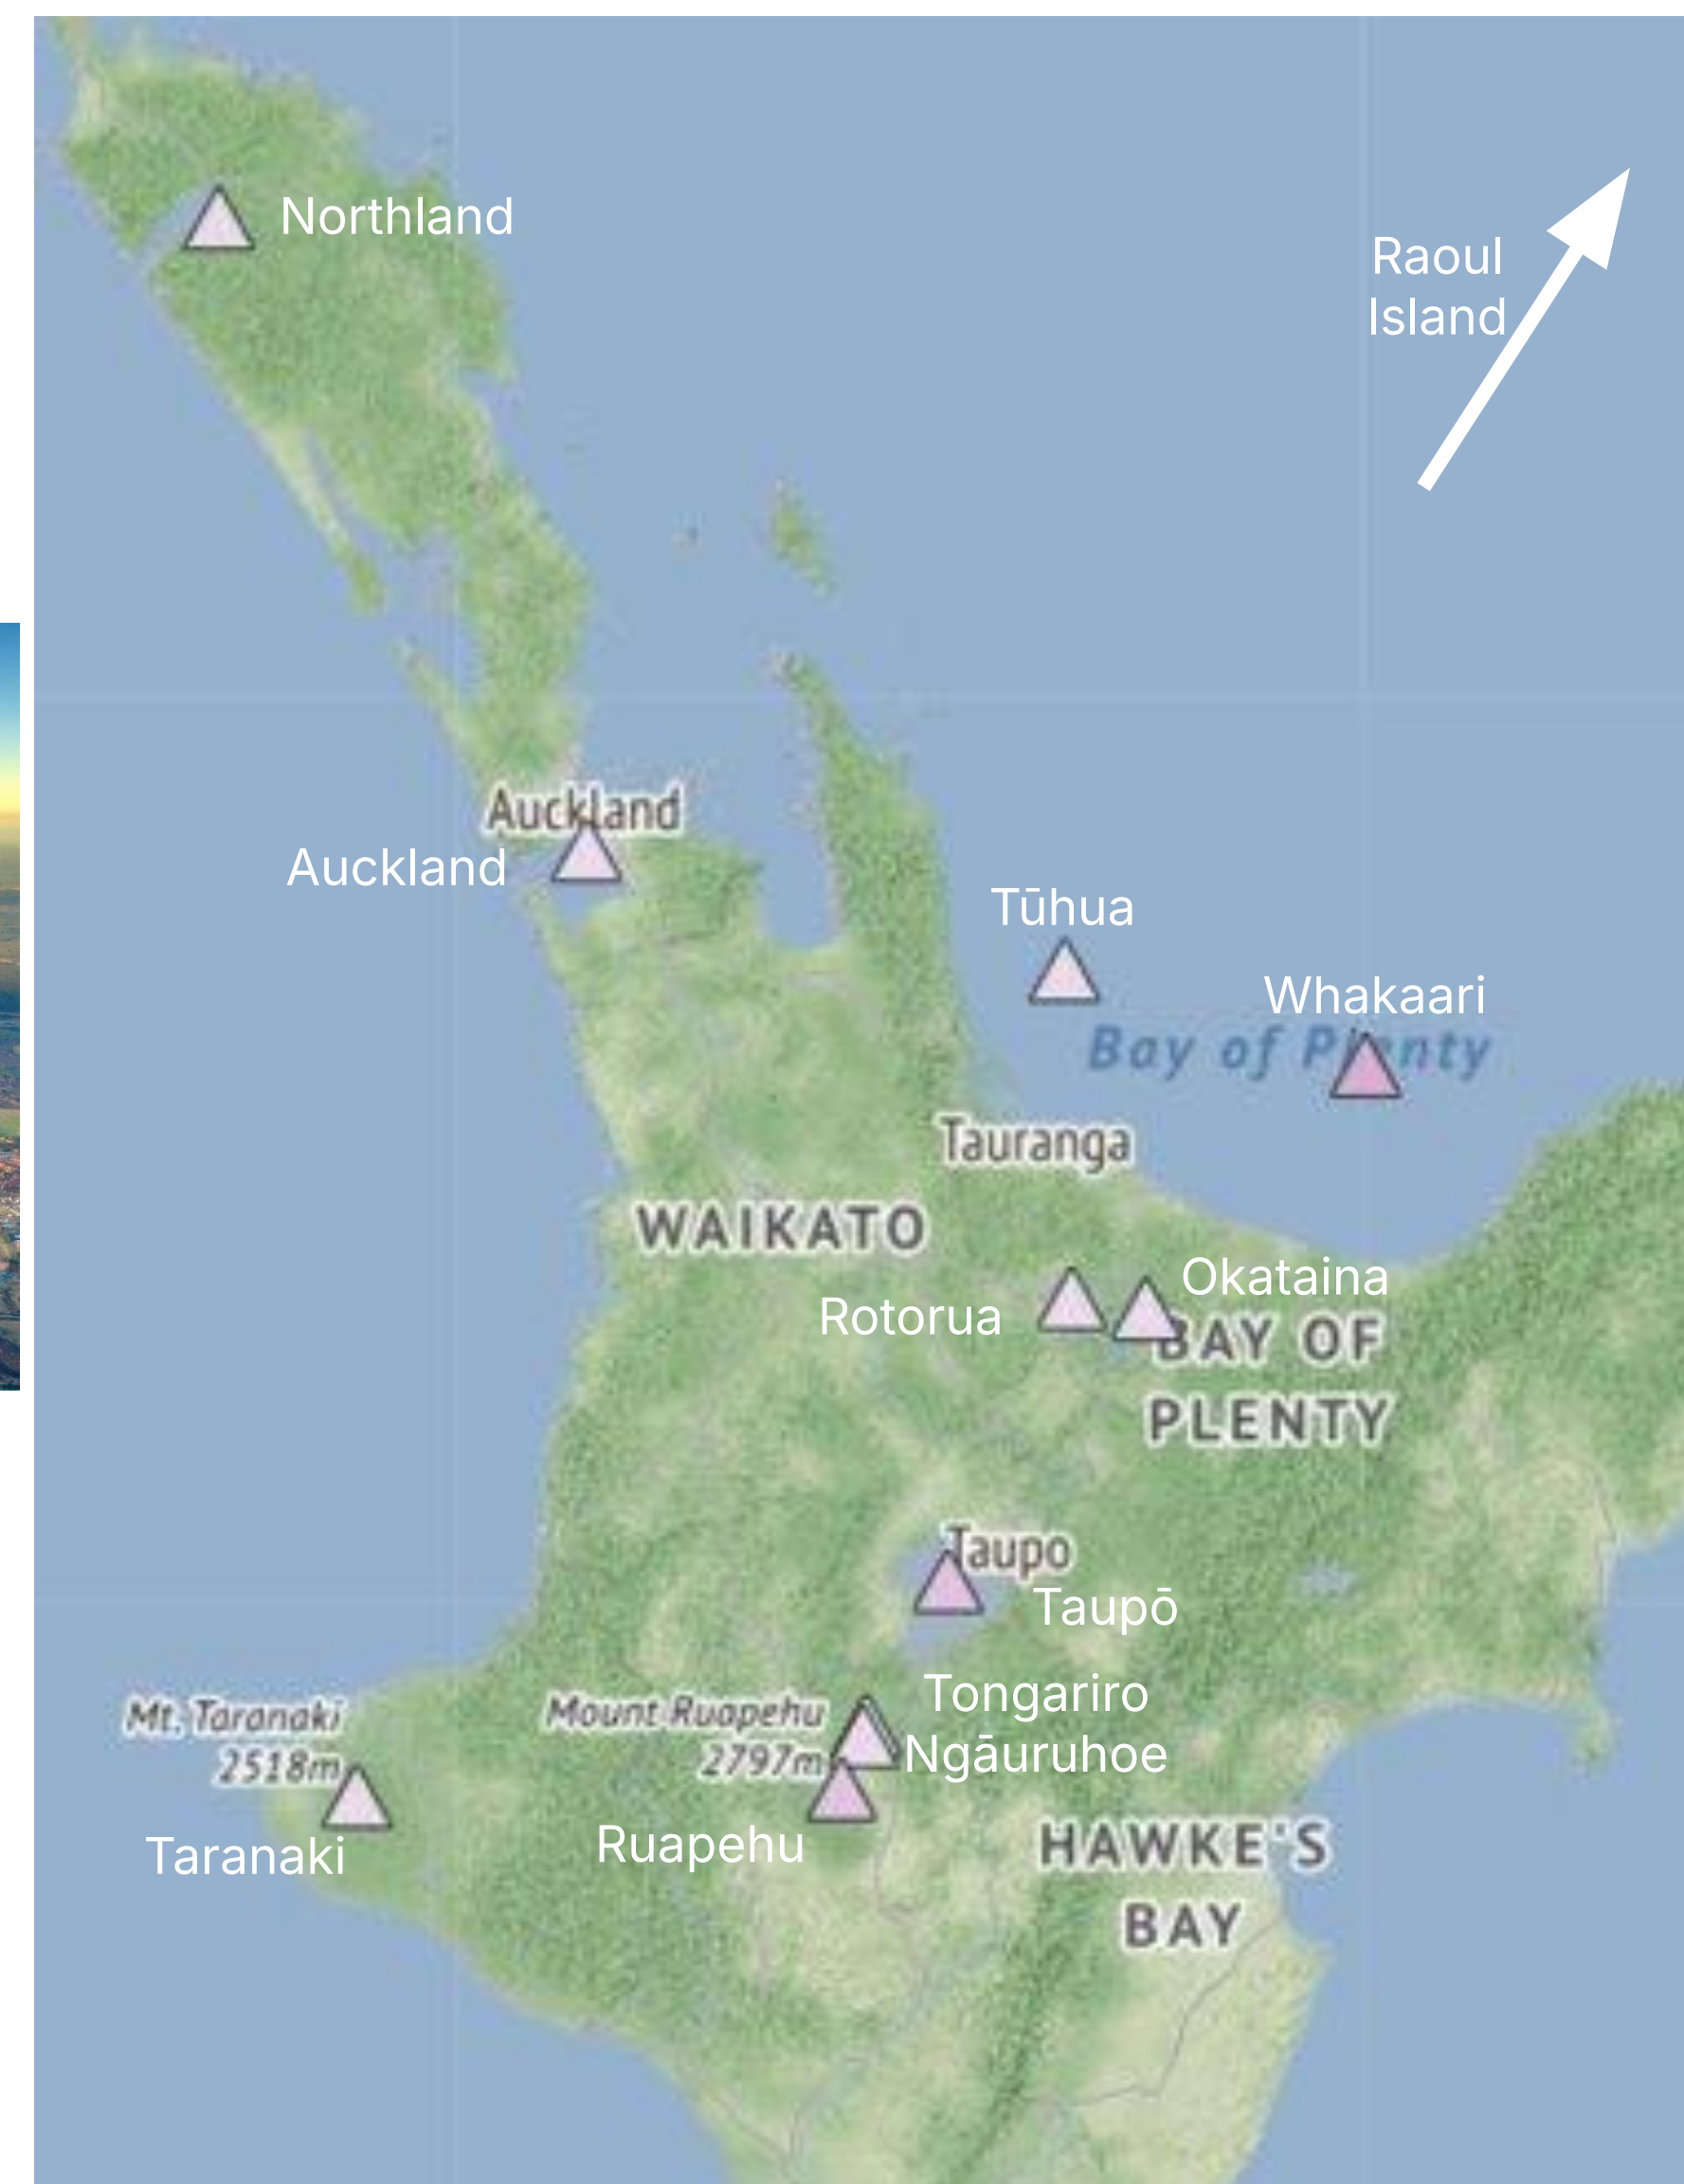 Northland
Raoul
Island
Auckland
Auckland
Tūhua
Whakaari
Bay of Plenty
Tauranga
WAIKATO
Okataina
Rotorua
BAY OF
PLENTY
Taupo
Taupō
Tongariro
Ngāuruhoe
Mt. Taranaki
2518m
Mount Ruapehu
2797m
Taranaki
Ruapehu
HAWKE'S
BAY